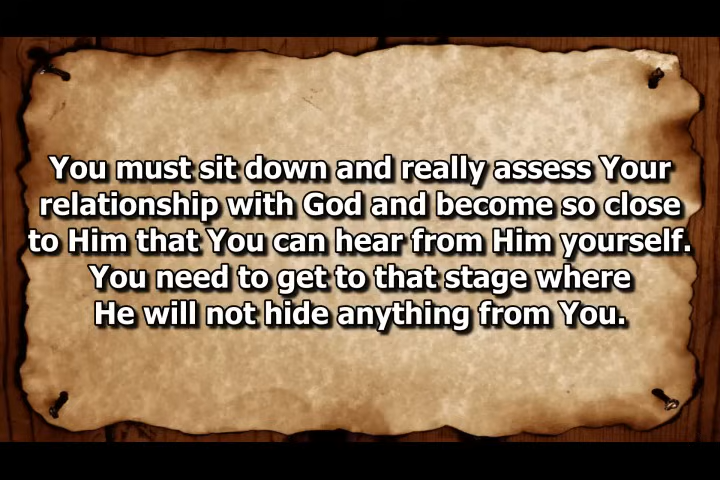 You must sit down and really assess Your
relationship with God and become so close
to Him that You can hear from Him yourself.
You need to get to that stage where
He will not hide anything from You.